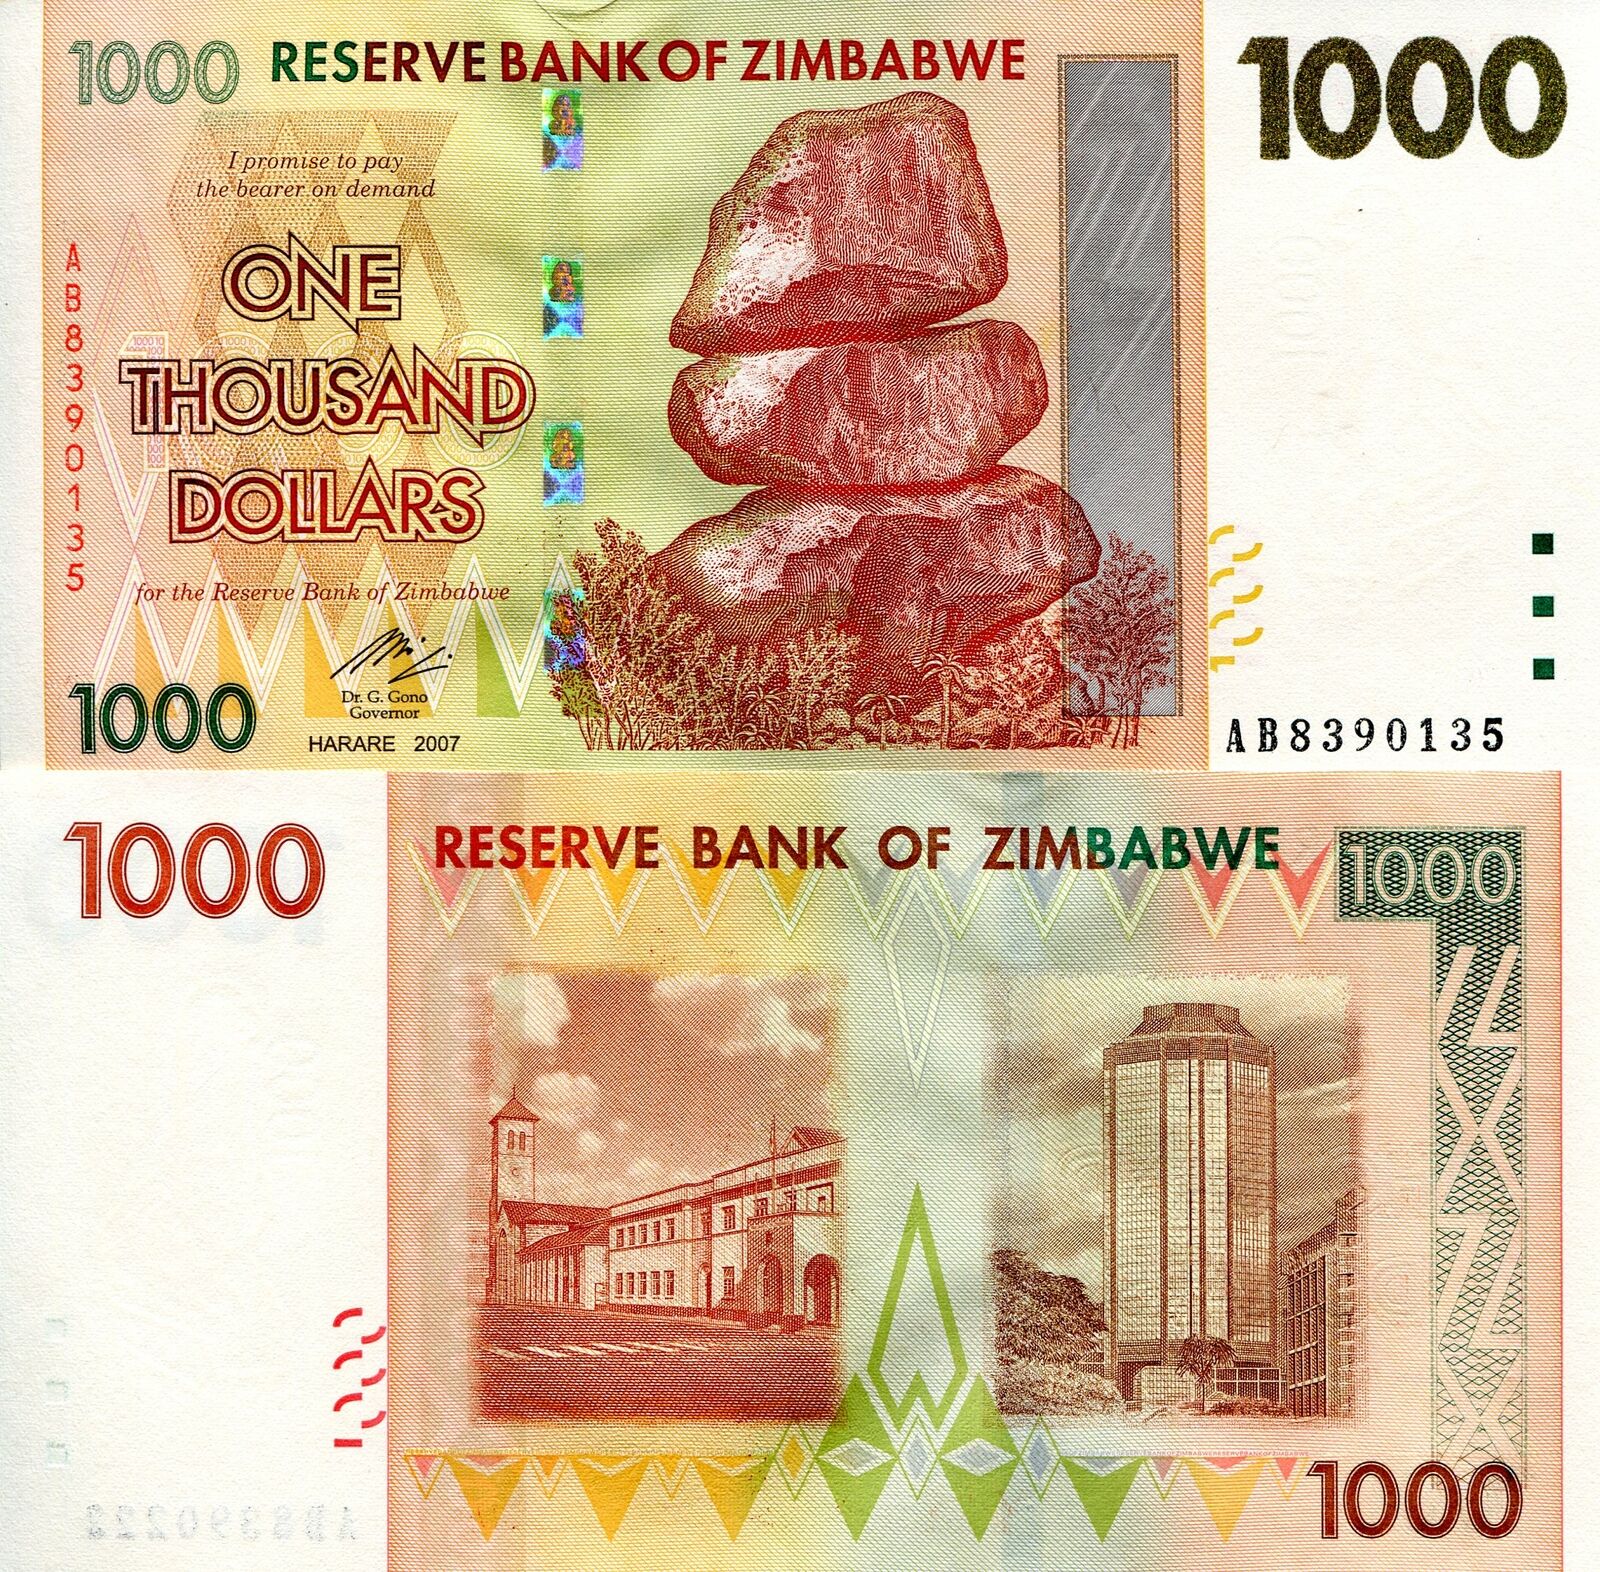 1000 RESERVE BANK OF ZIMBABWE 1000
I promise to pay
the bearer on demand
ONE
THOUSAND
DOLLARS
for the Reserve Bank of Zimbabwe
Dr. G. Gono
Governor
HARARE 2007
1000
AB8390135
AB8390135
1000
RESERVE BANK OF ZIMBABWE
1000
1000